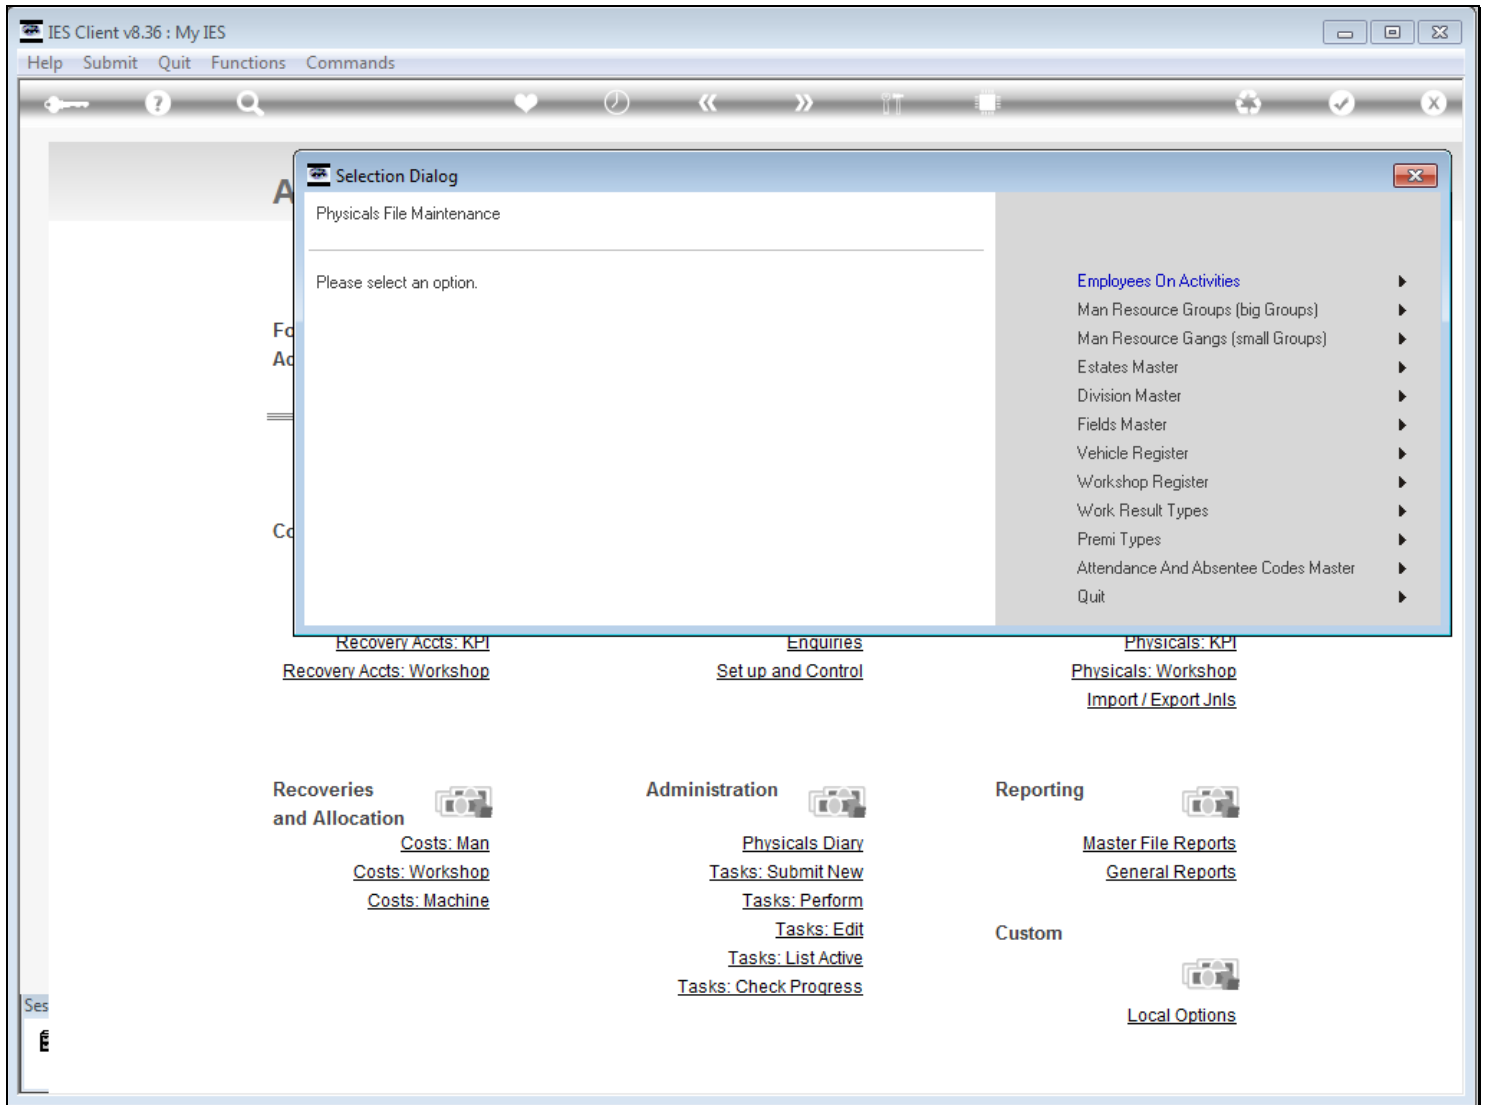 IES Client v8.36 : My IES
Help Submit Quit Functions Commands
Selection Dialog
Physicals File Maintenance
Please select an option.
Employees On Activities
Man Resource Groups (big Groups)
Man Resource Gangs (small Groups)
Estates Master
Division Master
Fields Master
Vehicle Register
Workshop Register
Work Result Types
Premi Types
Attendance And Absentee Codes Master
Quit
A
Fo
Ac
Co
Recovery Accts: KPI
Recovery Accts: Workshop
Enquiries
Set up and Control
Physicals: KPI
Physicals: Workshop
Import / Export Jnls
Recoveries
and Allocation
Costs: Man
Costs: Workshop
Costs: Machine
Administration
Physicals Diary
Tasks: Submit New
Tasks: Perform
Tasks: Edit
Tasks: List Active
Tasks: Check Progress
Reporting
Master File Reports
General Reports
Custom
Local Options
Ses